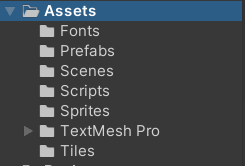 Assets
Fonts
Prefabs
Scenes
Scripts
Sprites
TextMesh Pro
Tiles